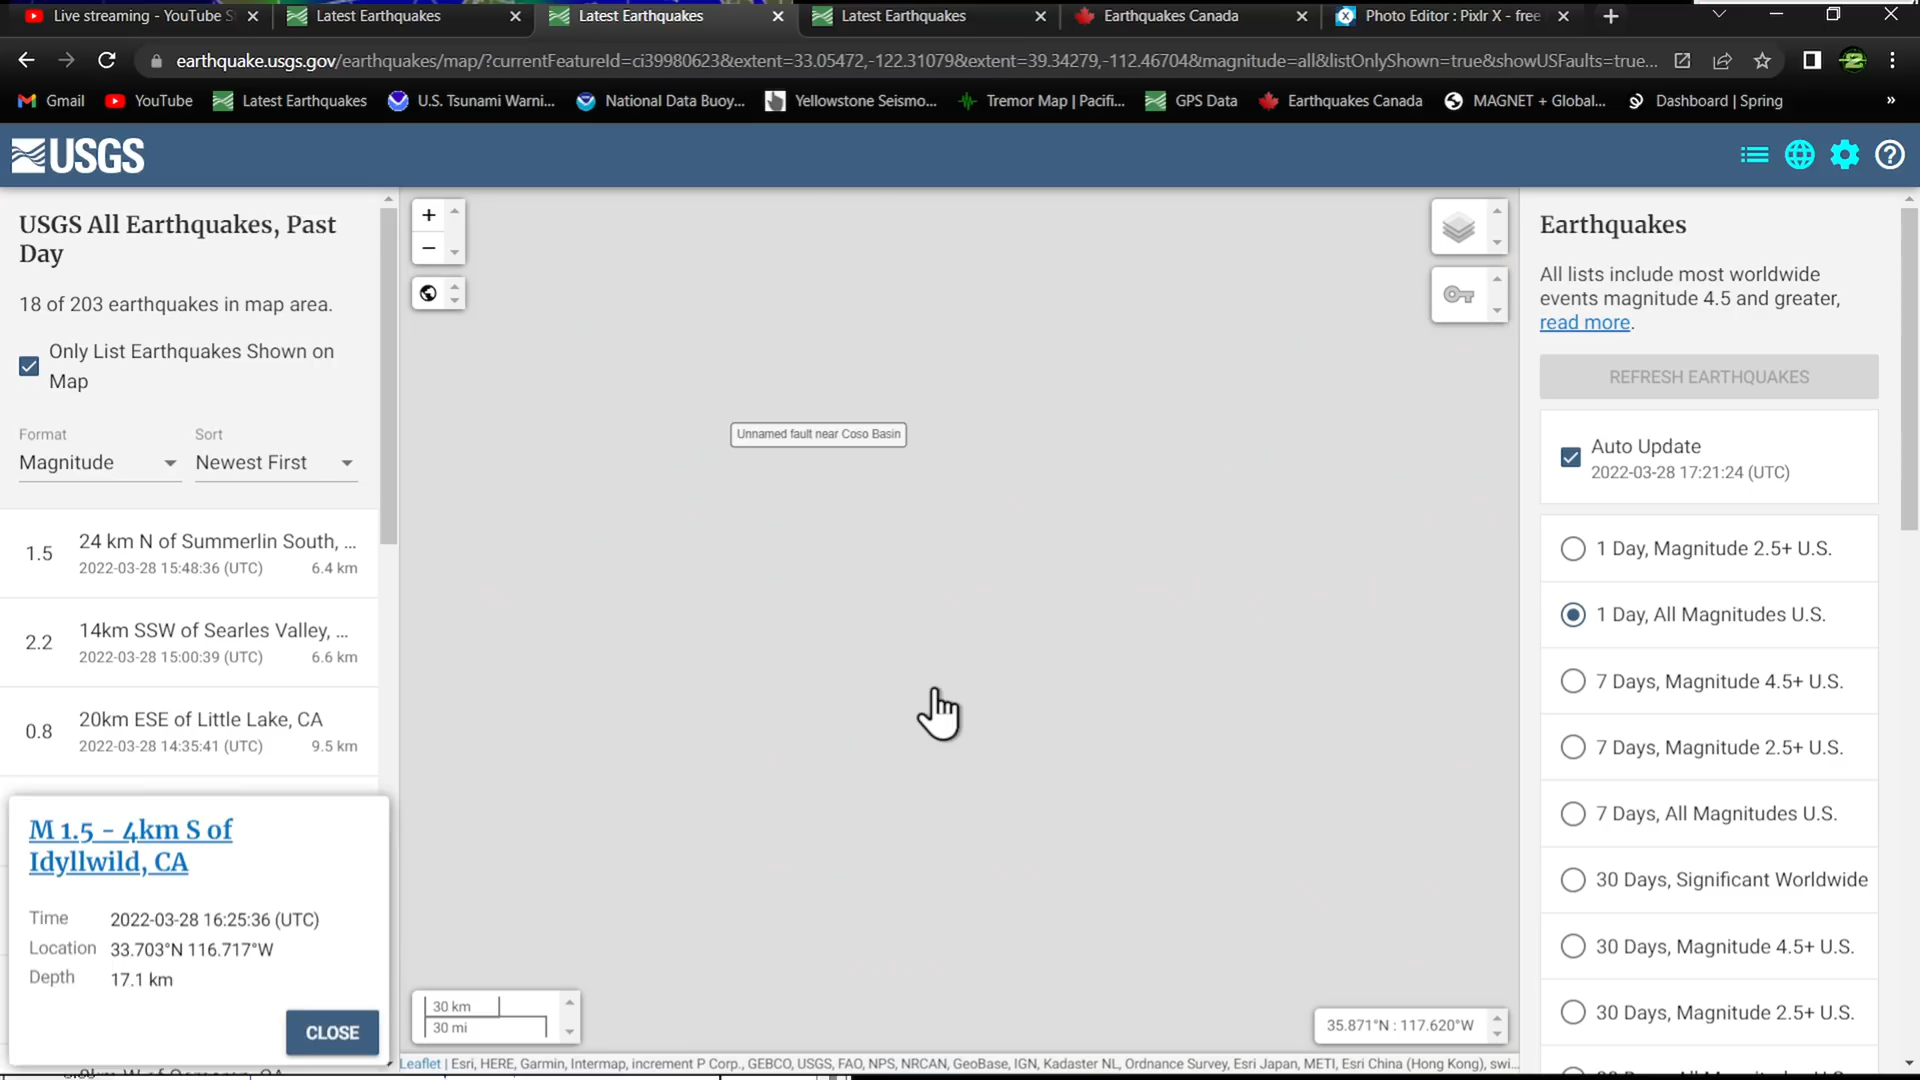 Live streaming - YouTube S
Latest Earthquakes
Latest Earthquakes
Latest Earthquakes
Earthquakes Canada
Photo Editor : Pixlr X - free
earthquake.usgs.gov/earthquakes/map/?currentFeatureId=ci39980623&extent=33.05472,-122.31079&extent=39.34279,-112.46704&magnitude=all&listOnlyShown=true&showUSFaults=true...
Gmail
YouTube
Latest Earthquakes
U.S. Tsunami Warni...
National Data Buoy...
Yellowstone Seismo...
Tremor Map | Pacifi...
GPS Data
Earthquakes Canada
MAGNET + Global...
Dashboard | Spring
»
USGS
USGS All Earthquakes, Past
Day
18 of 203 earthquakes in map area.
Only List Earthquakes Shown on
Map
Format
Sort
Magnitude
Newest First
1.5
24 km N of Summerlin South, ...
2022-03-28 15:48:36 (UTC)
6.4 km
2.2
14km SSW of Searles Valley, ...
2022-03-28 15:00:39 (UTC)
6.6 km
0.8
20km ESE of Little Lake, CA
2022-03-28 14:35:41 (UTC)
9.5 km
M 1.5 - 4km S of
Idyllwild, CA
Time
2022-03-28 16:25:36 (UTC)
Location
33.703°N 116.717°W
Depth
17.1 km
CLOSE
+
−
Unnamed fault near Coso Basin
30 km
30 mi
35.871°N : 117.620°W
Leaflet | Esri, HERE, Garmin, Intermap, increment P Corp., GEBCO, USGS, FAO, NPS, NRCAN, GeoBase, IGN, Kadaster NL, Ordnance Survey, Esri Japan, METI, Esri China (Hong Kong), swi...
Earthquakes
All lists include most worldwide
events magnitude 4.5 and greater,
read more.
REFRESH EARTHQUAKES
Auto Update
2022-03-28 17:21:24 (UTC)
1 Day, Magnitude 2.5+ U.S.
1 Day, All Magnitudes U.S.
7 Days, Magnitude 4.5+ U.S.
7 Days, Magnitude 2.5+ U.S.
7 Days, All Magnitudes U.S.
30 Days, Significant Worldwide
30 Days, Magnitude 4.5+ U.S.
30 Days, Magnitude 2.5+ U.S.